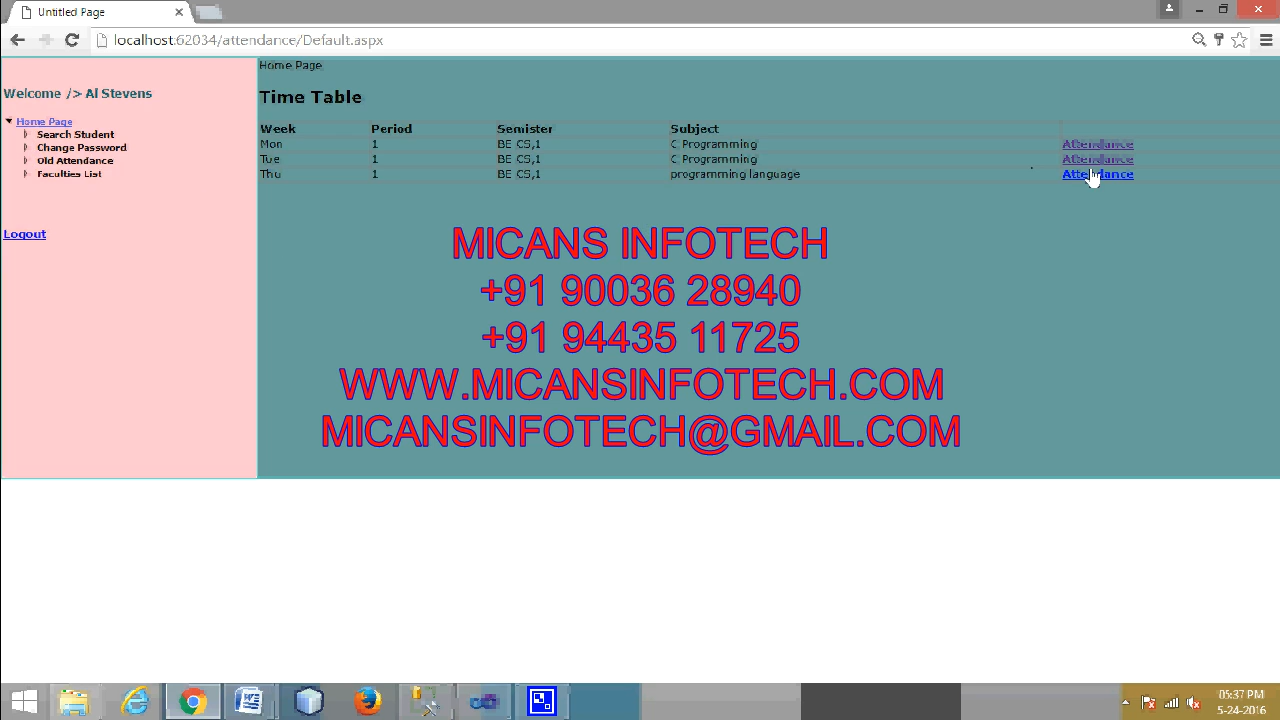 Untitled Page
localhost:62034/attendance/Default.aspx
Welcome /> Al Stevens
Home Page
Search Student
Change Password
Old Attendance
Faculties List
Logout
Home Page
Time Table
Week Period Semister Subject
Mon 1 BE CS,1 C Programming Attendance
Tue 1 BE CS,1 C Programming Attendance
Thu 1 BE CS,1 programming language Attendance
MICANS INFOTECH
+91 90036 28940
+91 94435 11725
WWW.MICANSINFOTECH.COM
MICANSINFOTECH@GMAIL.COM
05:37 PM
5-24-2016